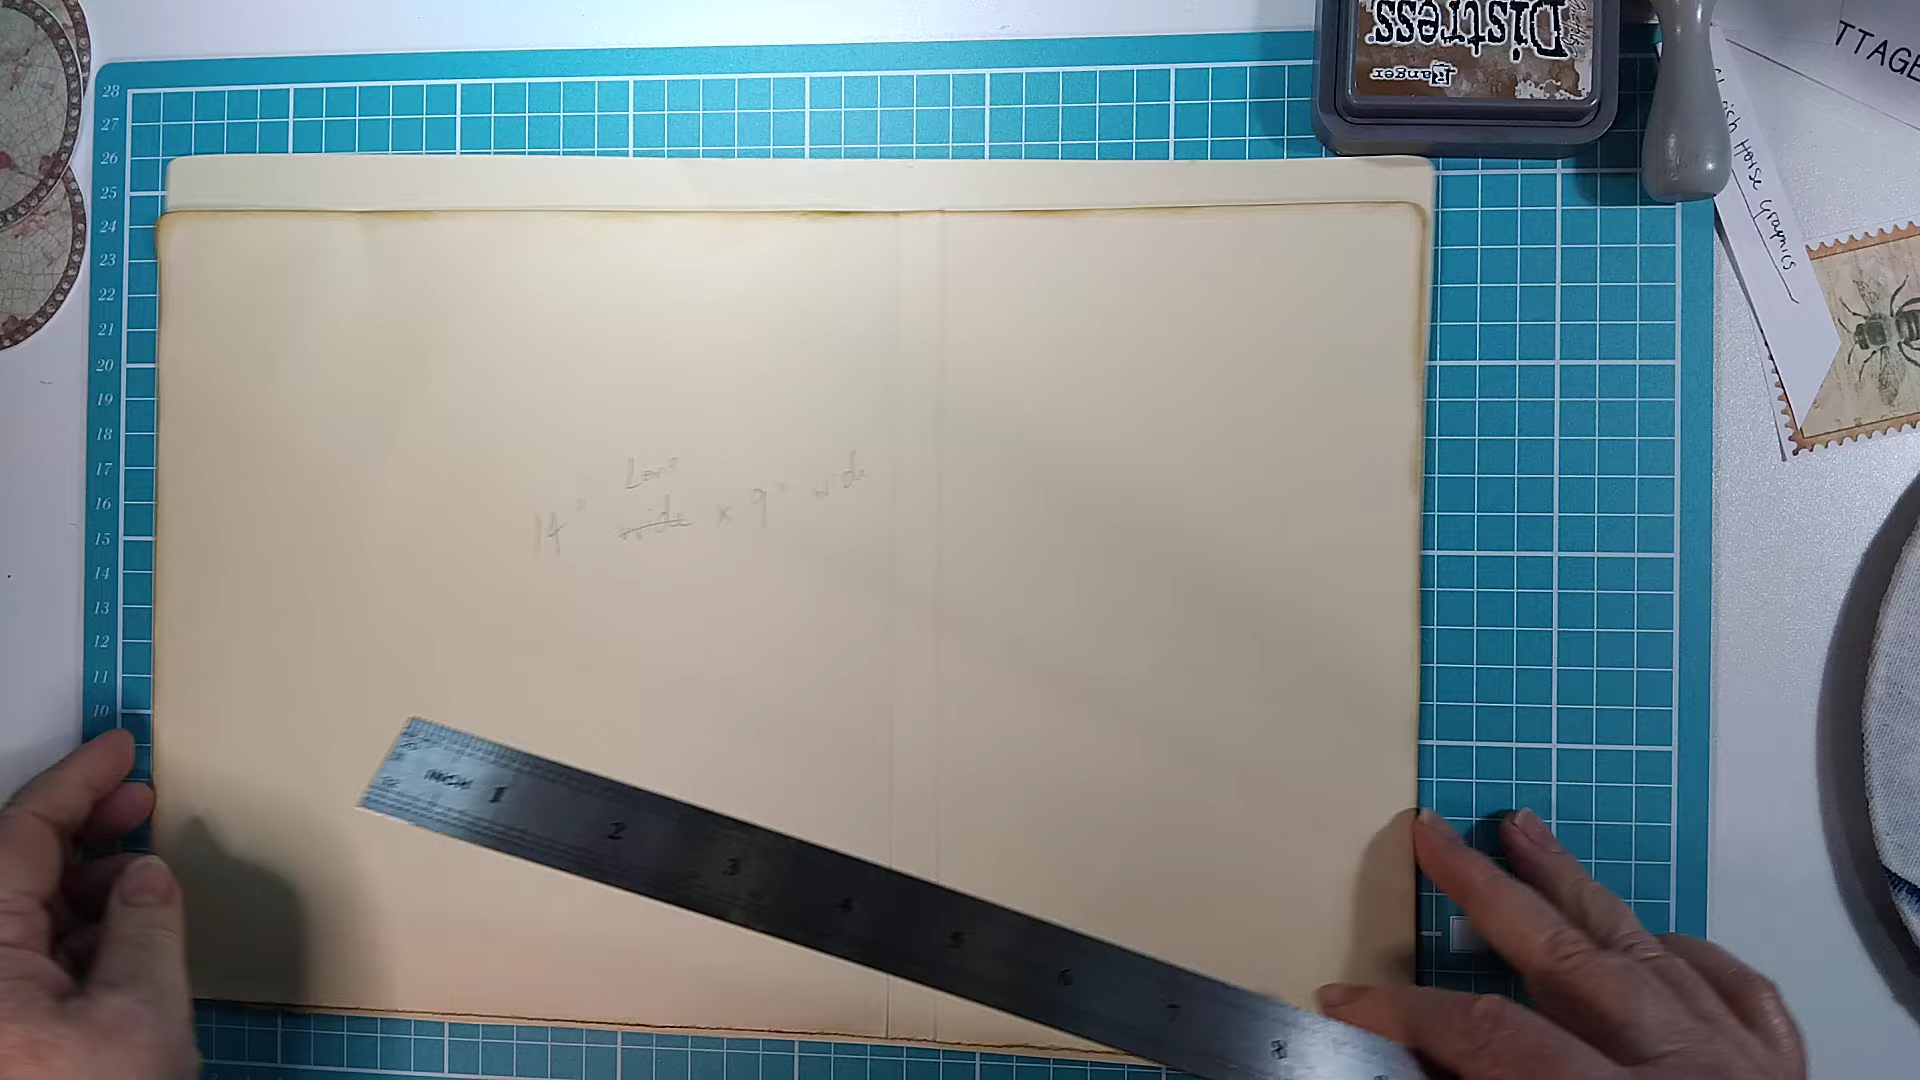 TTAGE
Distress
Ranger
Horse Graphics
28
27
26
25
24
23
22
21
20
19
18
17
16
15
14
13
12
11
10
Long
14" wide x 9" wide
INCH 1 2 3 4 5 6 7 8